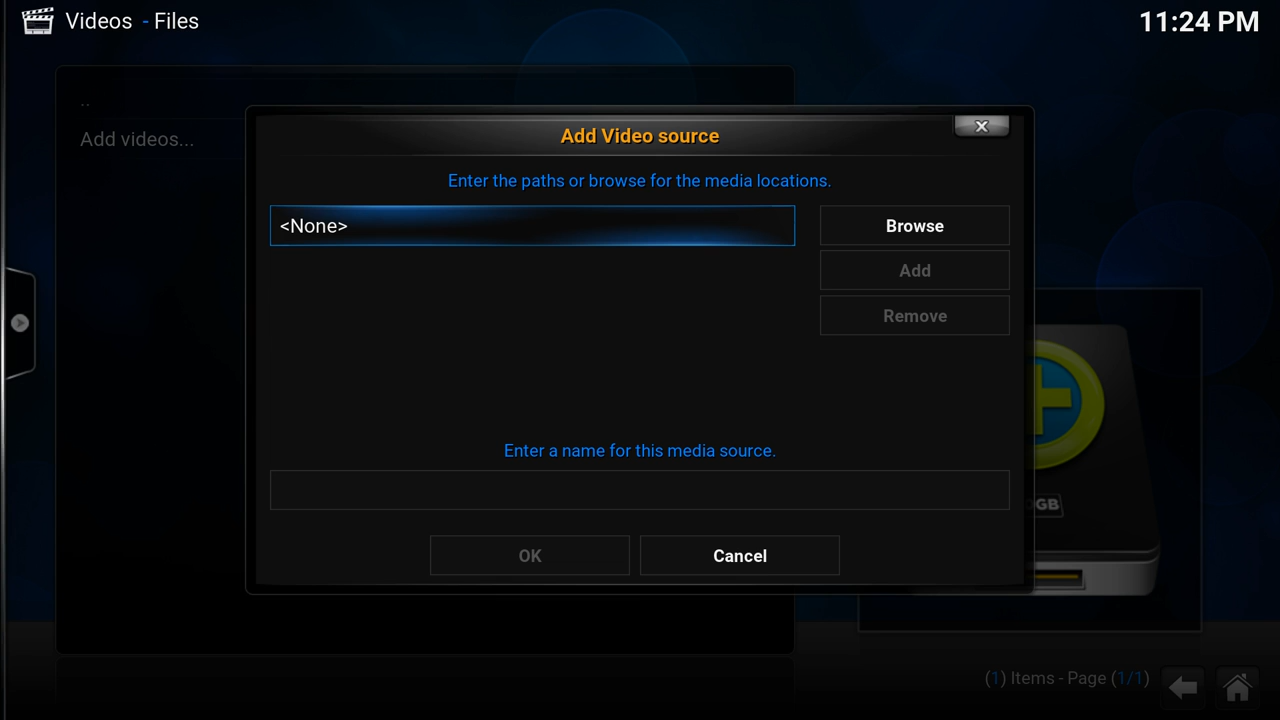 Videos - Files
11:24 PM
..
Add videos...
Add Video source
x
Enter the paths or browse for the media locations.
<None>
Browse
Add
Remove
Enter a name for this media source.
OK
Cancel
GB
(1) Items - Page (1/1)